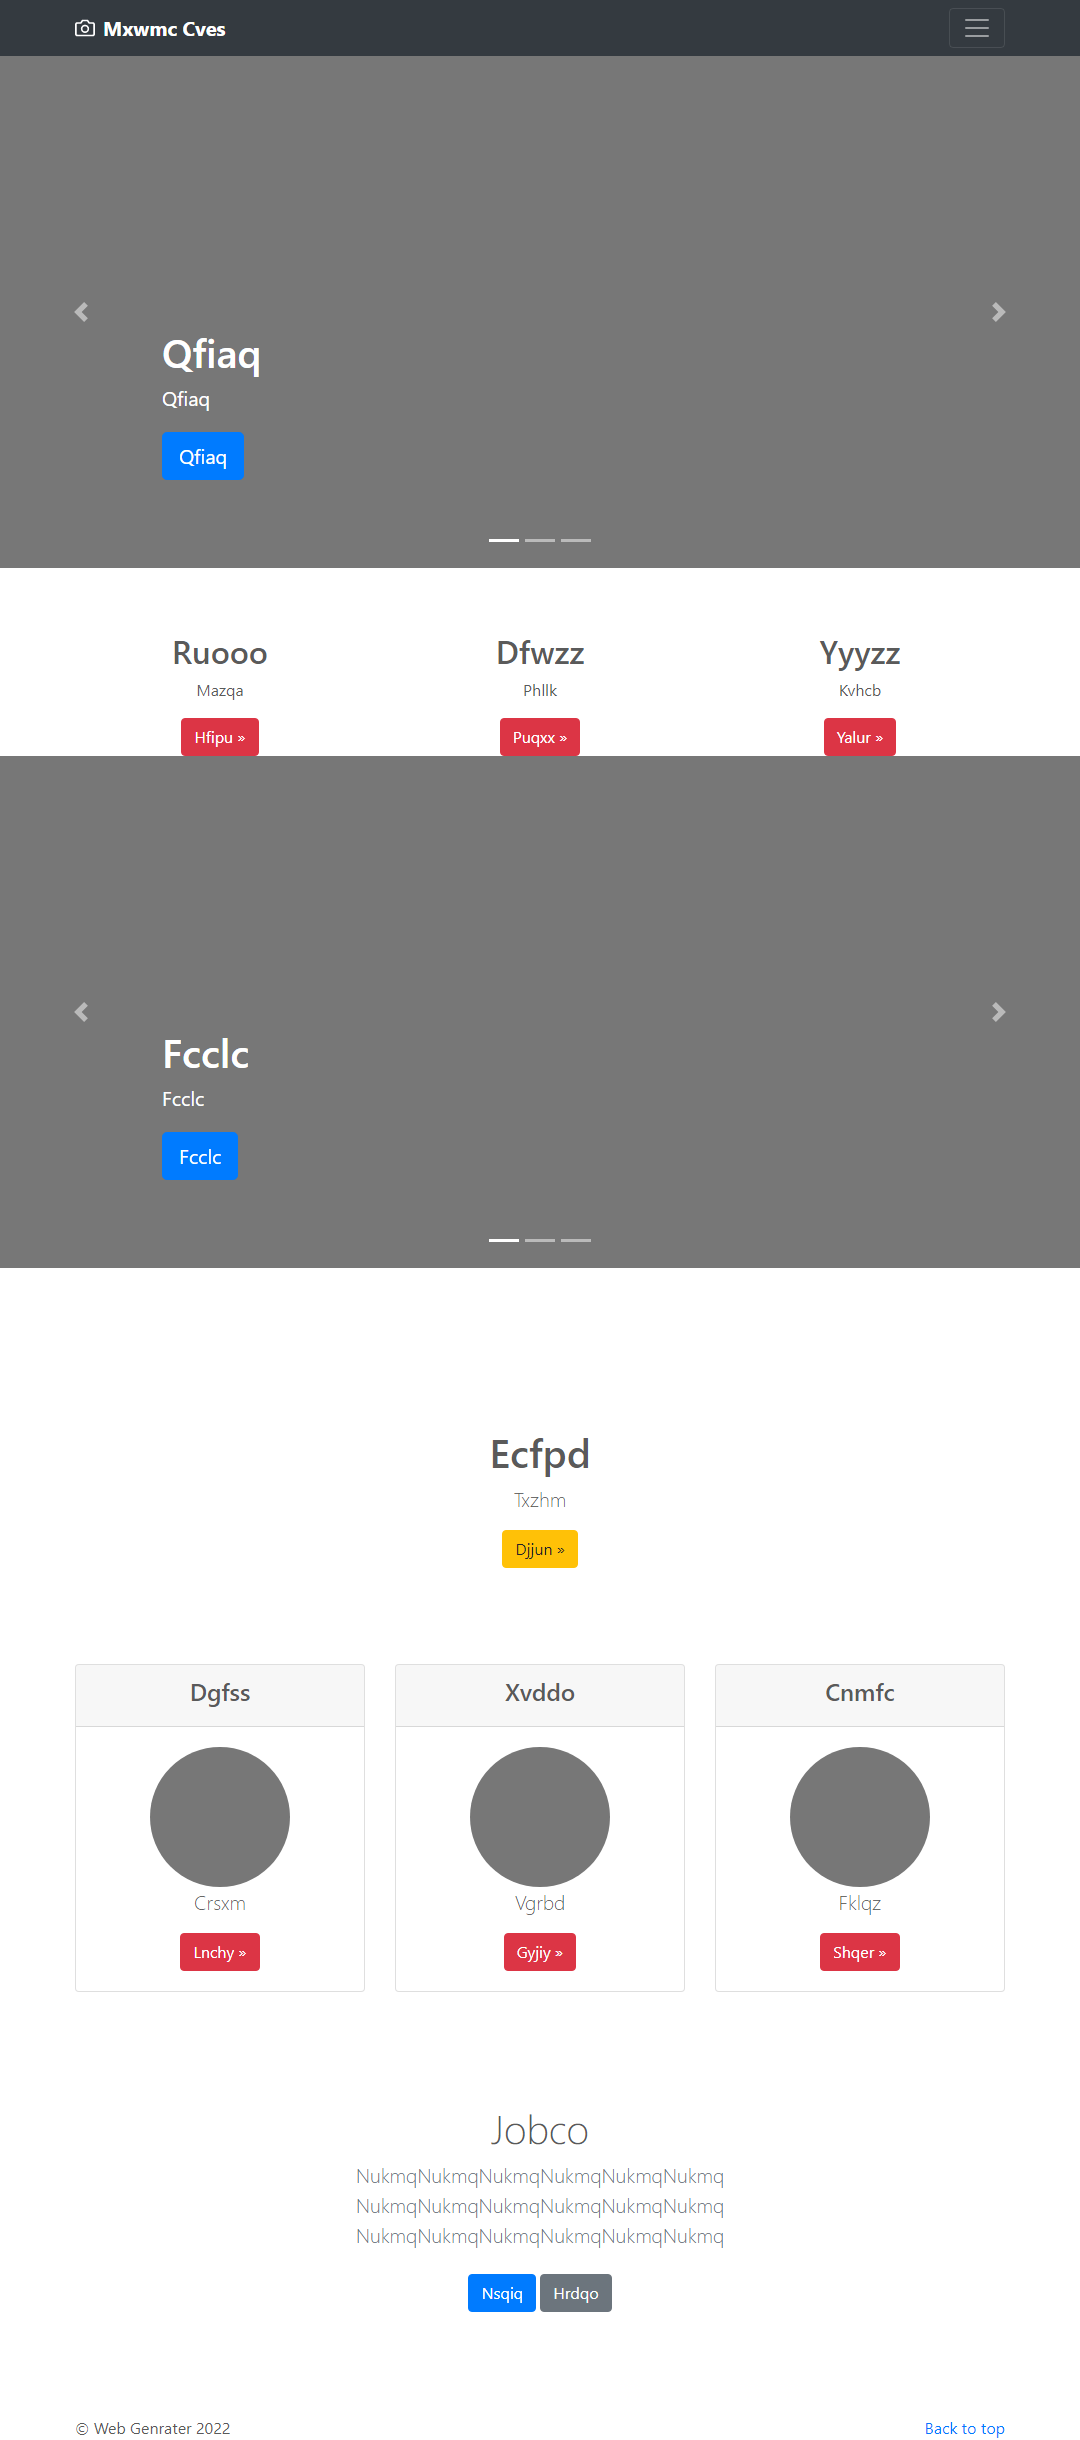 Mxwmc Cves
Qfiaq
Qfiaq
Qfiaq
Ruooo
Mazqa
Hfipu »
Dfwzz
Phllk
Puqxx »
Yyyzz
Kvhcb
Yalur »
Fcclc
Fcclc
Fcclc
Ecfpd
Txzhm
Djjun »
Dgfss
Crsxm
Lnchy »
Xvddo
Vgrbd
Gyjiy »
Cnmfc
Fklqz
Shqer »
Jobco
NukmqNukmqNukmqNukmqNukmqNukmq
NukmqNukmqNukmqNukmqNukmqNukmq
NukmqNukmqNukmqNukmqNukmqNukmq
Nsqiq Hrdqo
© Web Genrater 2022
Back to top